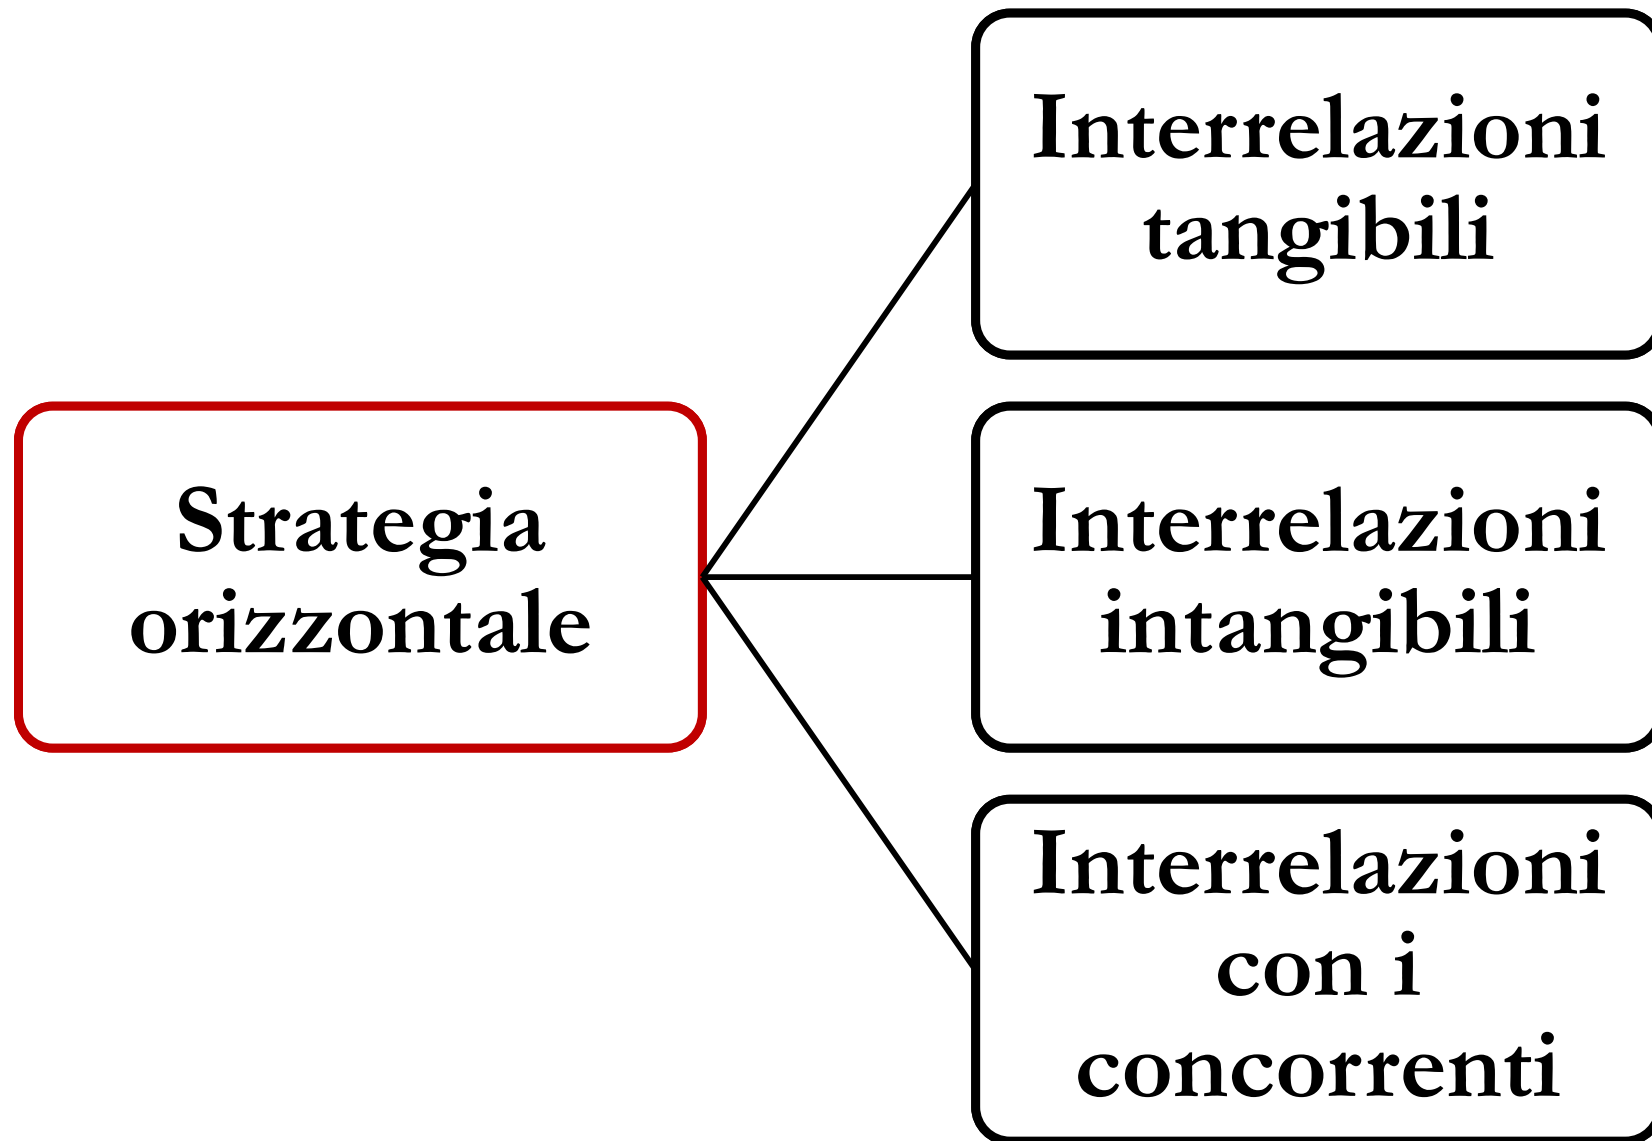 Interrelazioni
tangibili
Strategia
orizzontale
Interrelazioni
intangibili
Interrelazioni
con i
concorrenti